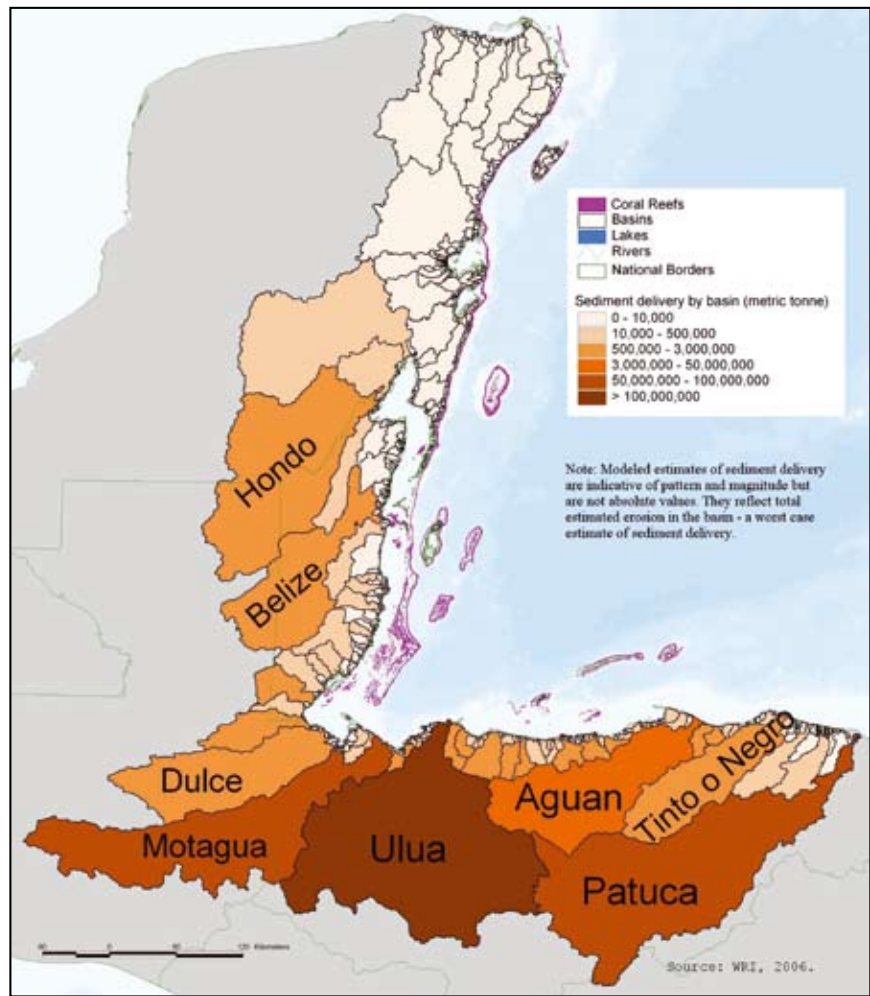 Coral Reefs
Basins
Lakes
Rivers
National Borders
Sediment delivery by basin (metric tonne)
0 - 10,000
10,000 - 500,000
500,000 - 3,000,000
3,000,000 - 50,000,000
50,000,000 - 100,000,000
> 100,000,000
Note: Modeled estimates of sediment delivery
are indicative of pattern and magnitude but
are not absolute values. They reflect total
estimated erosion in the basin - a worst case
estimate of sediment delivery.
Hondo
Belize
Dulce
Motagua
Ulua
Aguan
Tinto o Negro
Patuca
0
120 Kilometers
Source: WRI, 2006.